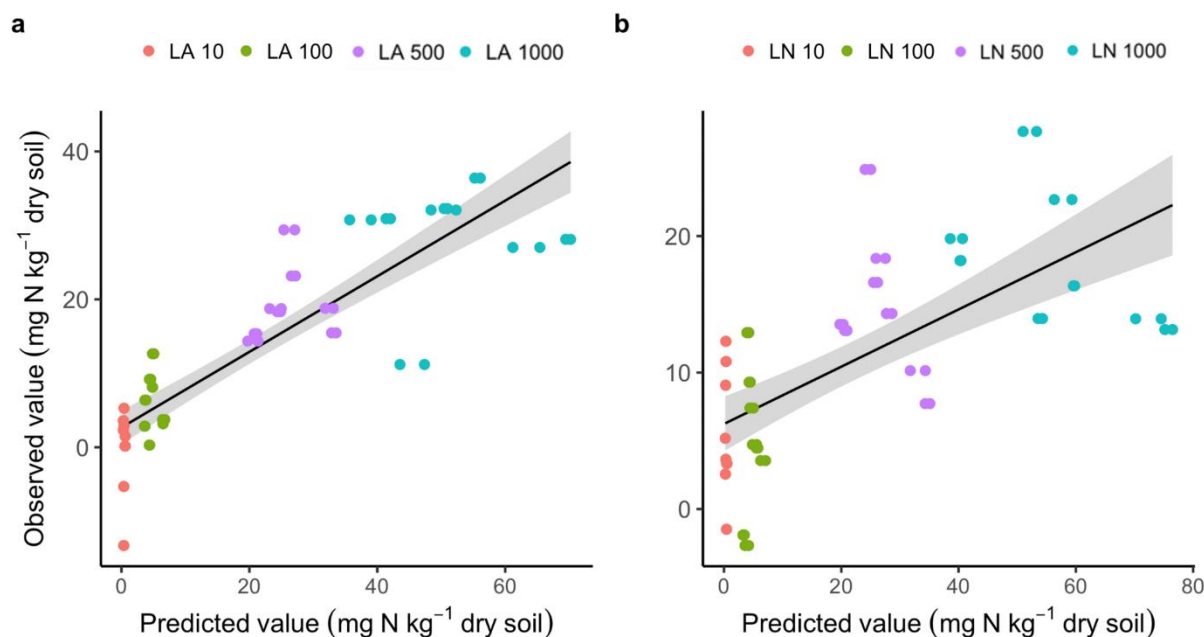 a
LA 10 LA 100 LA 500 LA 1000
Observed value (mg N kg⁻¹ dry soil)
40
20
0
0 20 40 60
Predicted value (mg N kg⁻¹ dry soil)
b
LN 10 LN 100 LN 500 LN 1000
20
10
0
0 20 40 60 80
Predicted value (mg N kg⁻¹ dry soil)